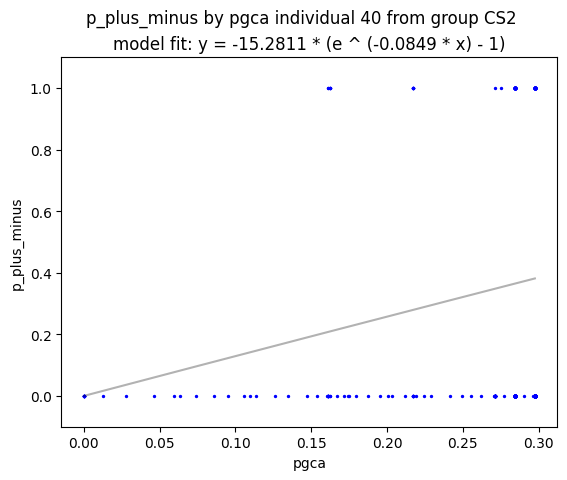 p_plus_minus by pgca individual 40 from group CS2
model fit: y = -15.2811 * (e ^ (-0.0849 * x) - 1)
1.0
0.8
0.6
0.4
0.2
0.0
p_plus_minus
0.00 0.05 0.10 0.15 0.20 0.25 0.30
pgca